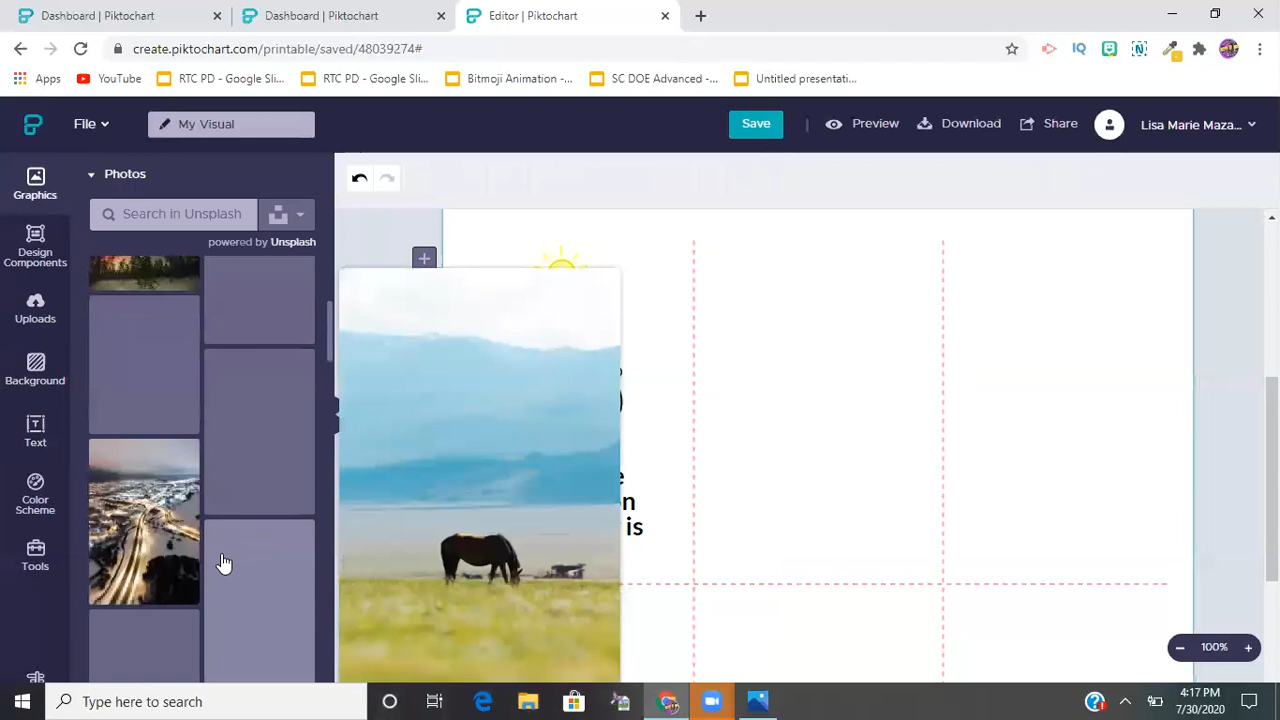 Dashboard | Piktochart
Dashboard | Piktochart
Editor | Piktochart
create.piktochart.com/printable/saved/48039274#
Apps
YouTube
RTC PD - Google Sli...
RTC PD - Google Sli...
Bitmoji Animation -...
SC DOE Advanced -...
Untitled presentati...
File
My Visual
Save
Preview
Download
Share
Lisa Marie Maza...
Graphics
Design
Components
Uploads
Background
Text
Color
Scheme
Tools
Photos
Search in Unsplash
powered by Unsplash
on
is
100%
Type here to search
4:17 PM
7/30/2020